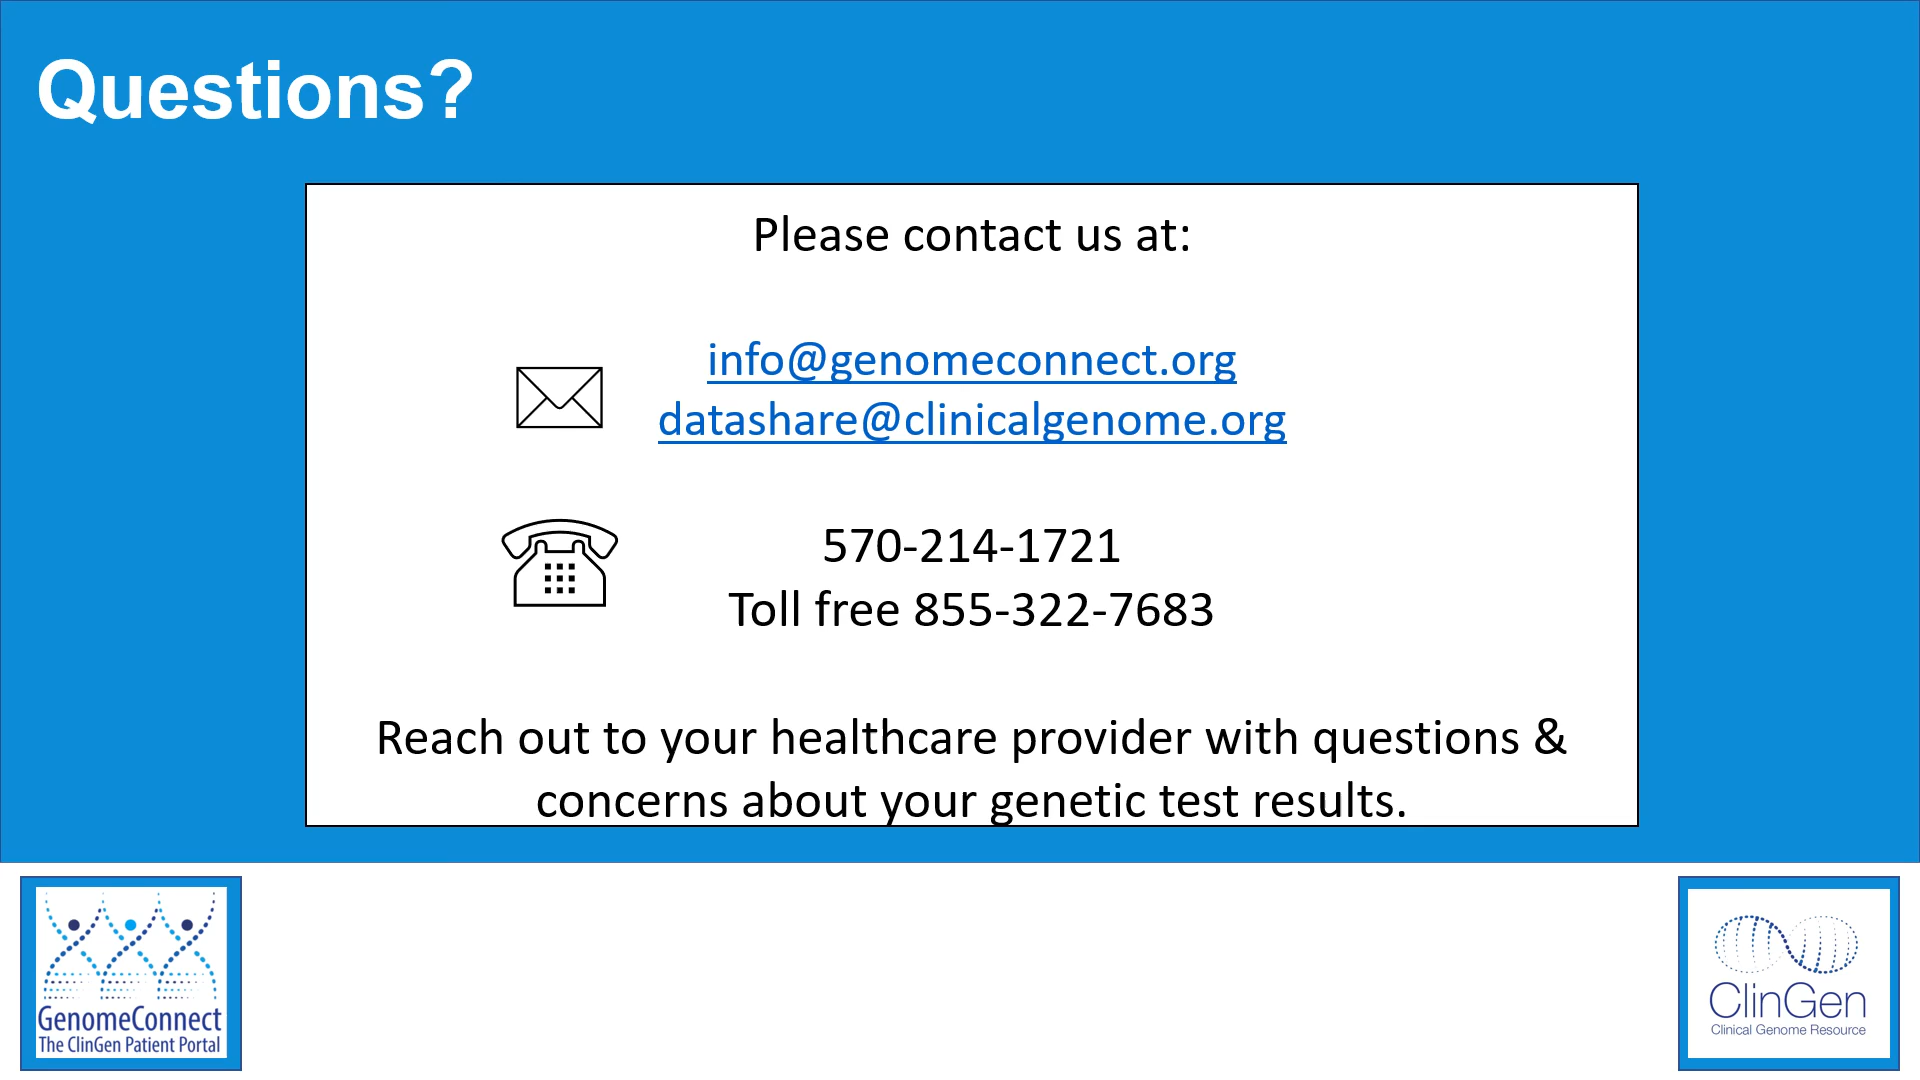 Questions?
Please contact us at:
info@genomeconnect.org
datashare@clinicalgenome.org
570-214-1721
Toll free 855-322-7683
Reach out to your healthcare provider with questions &
concerns about your genetic test results.
GenomeConnect
The ClinGen Patient Portal
ClinGen
Clinical Genome Resource